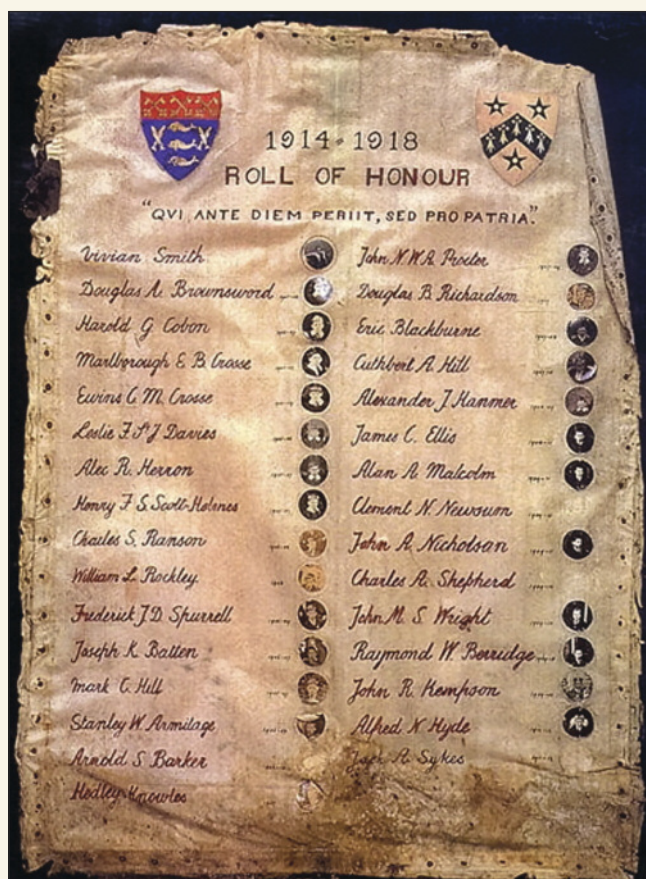 1914-1918
ROLL OF HONOUR
"QVI ANTE DIEM PERIIT, SED PRO PATRIA."
Vivian Smith
Douglas A. Brownsword
Harold G Cobon
Marlborough E. B. Crosse
Ewins C. M. Crosse
Leslie F. St J Davies
Alec R. Herron
Henry F. S. Scott-Holmes
Charles S. Ranson
William L. Rockley
Frederick J D. Spurrell
Joseph K. Batten
Mark C Hill
Stanley W. Armitage
Arnold S. Barker
Hedley Knowles
John N.W.A. Procter
Douglas B. Richardson
Eric Blackburne
Cuthbert A. Hill
Alexander J Hanmer
James C. Ellis
Alan A. Malcolm
Clement N. Newsum
John A. Nicholson
Charles A. Shepherd
John M. S. Wright
Raymond W. Berridge
John R. Kempson
Alfred N Hyde
Jack A. Sykes